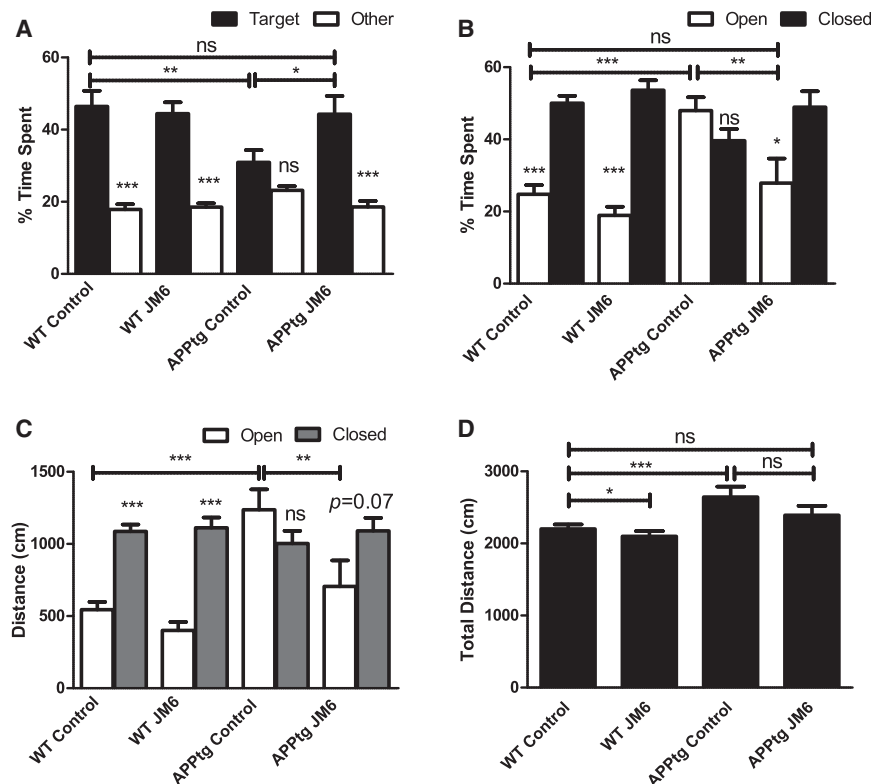 A
Target Other
ns
** *
*** *** ns ***
60
40
20
0
% Time Spent
WT Control
WT JM6
APPtg Control
APPtg JM6
B
Open Closed
ns
*** **
*** *** ns *
60
40
20
0
% Time Spent
WT Control
WT JM6
APPtg Control
APPtg JM6
C
Open Closed
*** **
*** *** ns p=0.07
1500
1000
500
0
Distance (cm)
WT Control
WT JM6
APPtg Control
APPtg JM6
D
ns
*** ns
*
3000
2000
1000
0
Total Distance (cm)
WT Control
WT JM6
APPtg Control
APPtg JM6